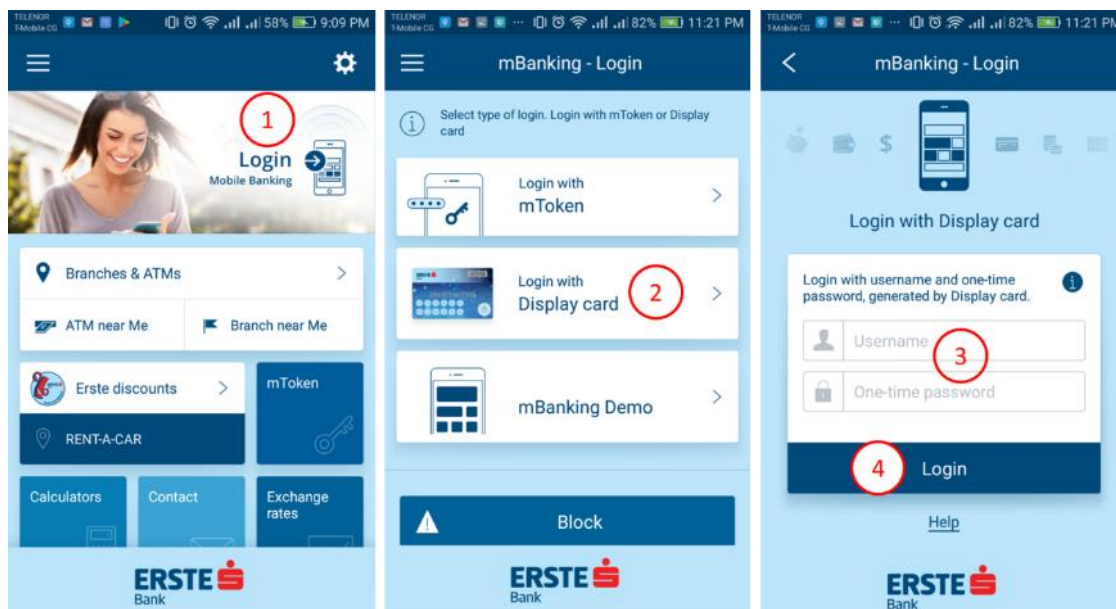 TELENOR
T-Mobile CG
58% 9:09 PM
1
Login
Mobile Banking
Branches & ATMs
ATM near Me
Branch near Me
Erste discounts
mToken
RENT-A-CAR
Calculators
Contact
Exchange
rates
ERSTE
Bank
TELENOR
T-Mobile CG
... 82% 11:21 PM
mBanking - Login
Select type of login. Login with mToken or Display
card
Login with
mToken
Login with
Display card
2
mBanking Demo
Block
ERSTE
Bank
TELENOR
T-Mobile CG
... 82% 11:21 PM
mBanking - Login
Login with Display card
Login with username and one-time
password, generated by Display card.
Username
3
One-time password
4
Login
Help
ERSTE
Bank